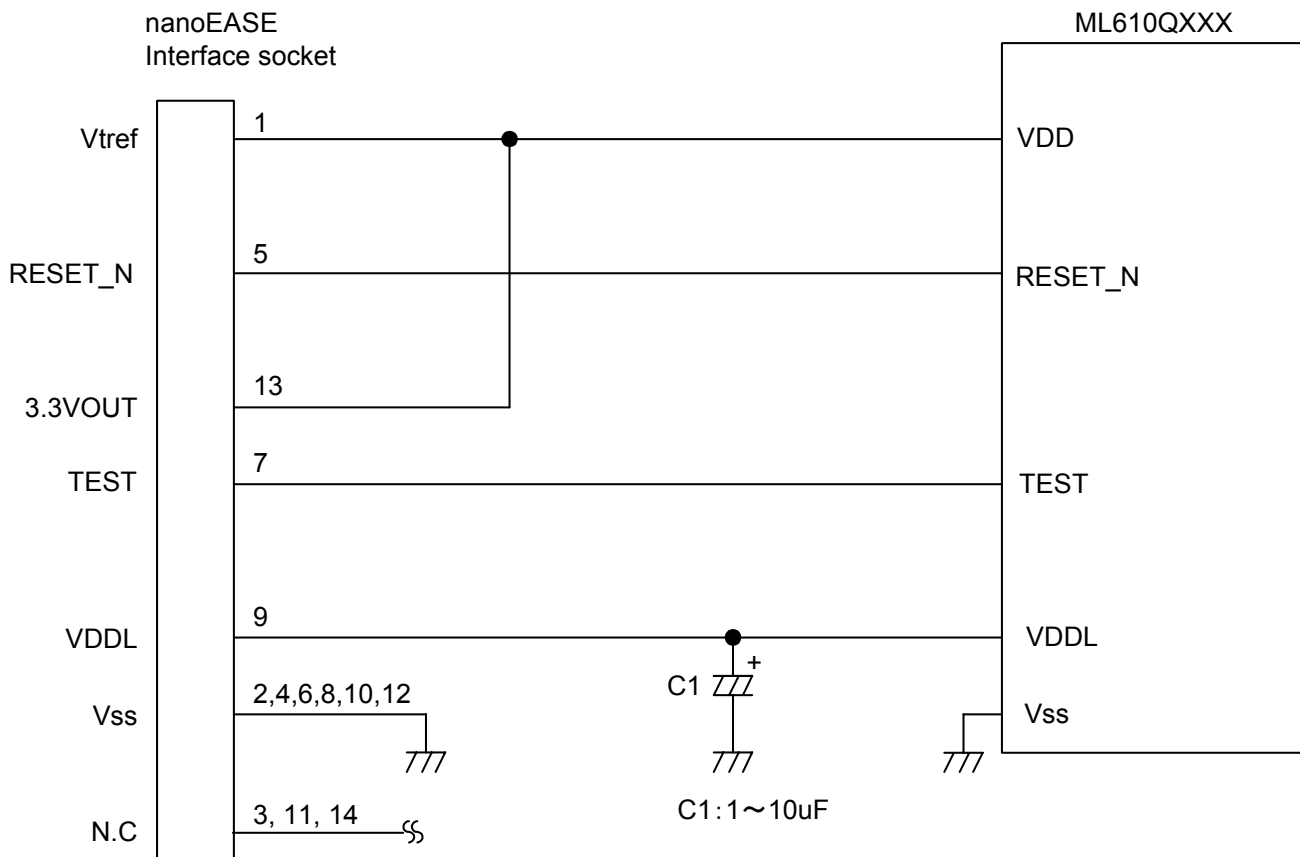 nanoEASE
Interface socket
ML610QXXX
Vtref
1
VDD
RESET_N
5
RESET_N
3.3VOUT
13
TEST
7
TEST
VDDL
9
VDDL
C1
+
Vss
2,4,6,8,10,12
Vss
C1:1～10uF
N.C
3, 11, 14